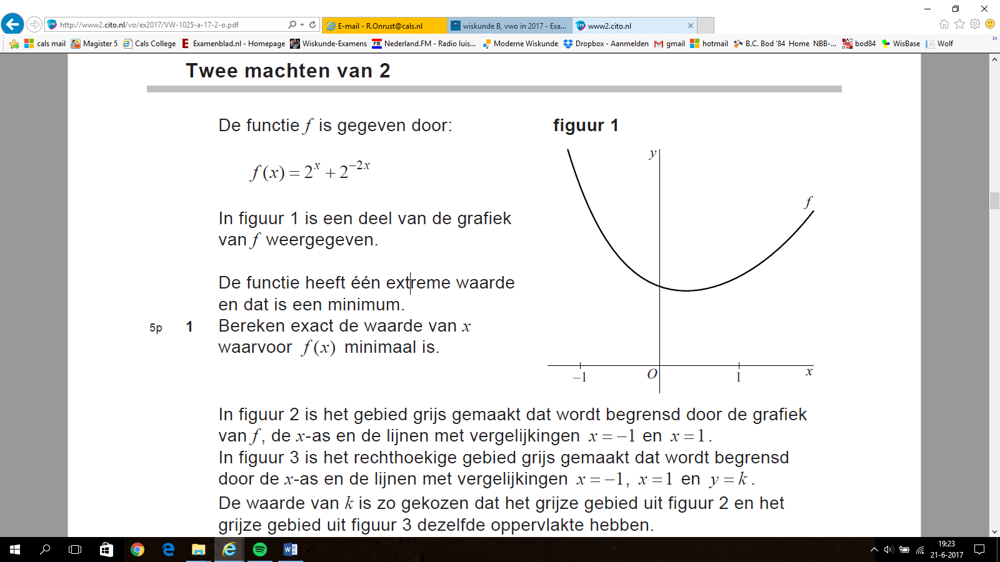 http://www2.cito.nl/vo/ex2017/VW-1025-a-17-2-o.pdf
E-mail - R.Onrust@cals.nl
wiskunde B, vwo in 2017 - Exa...
www2.cito.nl
cals mail
Magister 5
Cals College
Examenblad.nl - Homepage
Wiskunde-Examens
Nederland.FM - Radio luis...
Moderne Wiskunde
Dropbox - Aanmelden
gmail
hotmail
B.C. Bod '84 Home NBB-...
bod84
WisBase
Wolf
Twee machten van 2
De functie f is gegeven door:
figuur 1
f(x) = 2^x + 2^{-2x}
In figuur 1 is een deel van de grafiek
van f weergegeven.
De functie heeft één extreme waarde
en dat is een minimum.
5p 1 Bereken exact de waarde van x
waarvoor f(x) minimaal is.
y
f
–1
O
1
x
In figuur 2 is het gebied grijs gemaakt dat wordt begrensd door de grafiek
van f, de x-as en de lijnen met vergelijkingen x = –1 en x = 1.
In figuur 3 is het rechthoekige gebied grijs gemaakt dat wordt begrensd
door de x-as en de lijnen met vergelijkingen x = –1, x = 1 en y = k.
De waarde van k is zo gekozen dat het grijze gebied uit figuur 2 en het
grijze gebied uit figuur 3 dezelfde oppervlakte hebben.
19:23
21-6-2017